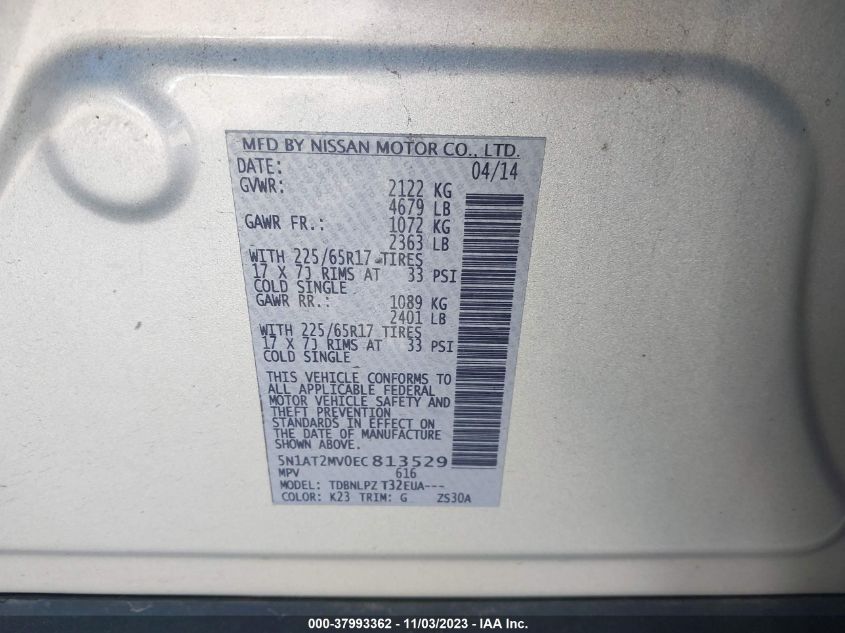 MFD BY NISSAN MOTOR CO., LTD.
DATE: 04/14
GVWR: 2122 KG
4679 LB
GAWR FR.: 1072 KG
2363 LB
WITH 225/65R17 TIRES
17 X 7J RIMS AT 33 PSI
COLD SINGLE
GAWR RR.: 1089 KG
2401 LB
WITH 225/65R17 TIRES
17 X 7J RIMS AT 33 PSI
COLD SINGLE
THIS VEHICLE CONFORMS TO
ALL APPLICABLE FEDERAL
MOTOR VEHICLE SAFETY AND
THEFT PREVENTION
STANDARDS IN EFFECT ON
THE DATE OF MANUFACTURE
SHOWN ABOVE.
5N1AT2MV0EC813529
MPV 616
MODEL: TDBNLPZ T32EUA---
COLOR: K23 TRIM: G ZS30A
000-37993362 - 11/03/2023 - Copyright © IAA, Inc.